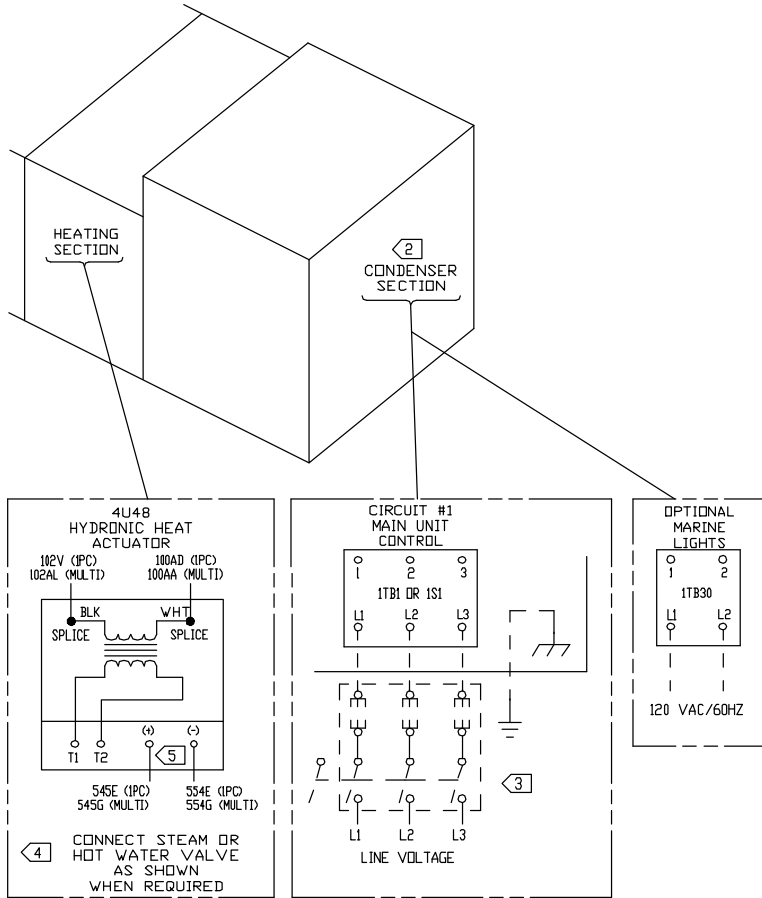 HEATING
SECTION
2
CONDENSER
SECTION
4U48
HYDRONIC HEAT
ACTUATOR
102V (1PC)
102AL (MULTI)
100AD (1PC)
100AA (MULTI)
BLK
WHT
SPLICE
SPLICE
T1
T2
(+)
(-)
5
545E (1PC)
545G (MULTI)
554E (1PC)
554G (MULTI)
4
CONNECT STEAM OR
HOT WATER VALVE
AS SHOWN
WHEN REQUIRED
CIRCUIT #1
MAIN UNIT
CONTROL
1 2 3
1TB1 OR 1S1
L1 L2 L3
3
L1 L2 L3
LINE VOLTAGE
OPTIONAL
MARINE
LIGHTS
1 2
1TB30
L1 L2
120 VAC/60HZ